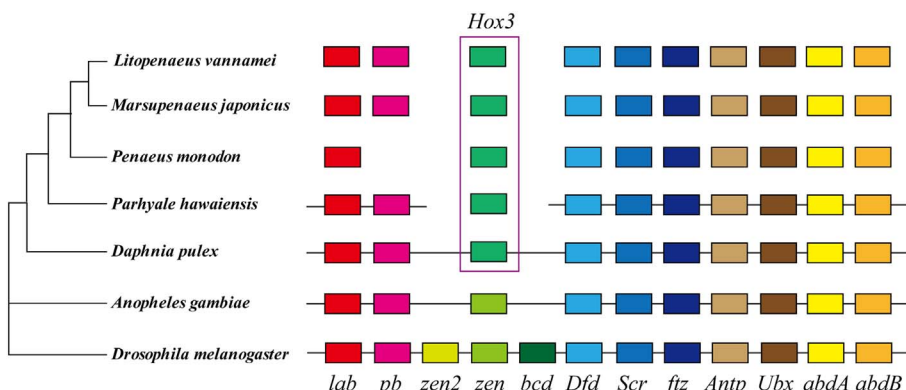 Hox3
Litopenaeus vannamei
Marsupenaeus japonicus
Penaeus monodon
Parhyale hawaiensis
Daphnia pulex
Anopheles gambiae
Drosophila melanogaster
lab pb zen2 zen bcd Dfd Scr ftz Antp Ubx abdA abdB